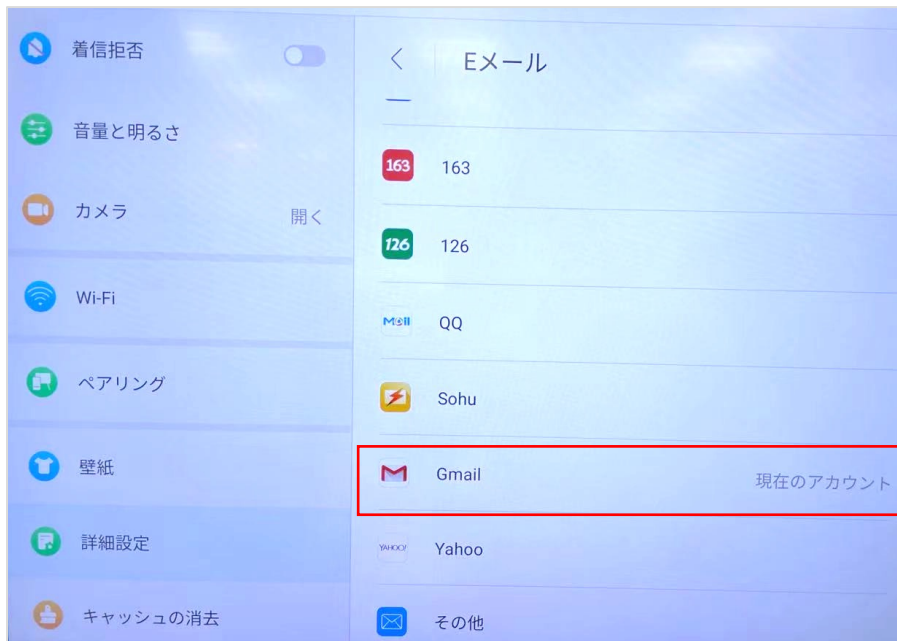 着信拒否
音量と明るさ
カメラ
開く
Wi-Fi
ペアリング
壁紙
詳細設定
キャッシュの消去
Eメール
163
163
126
126
QQ
Sohu
Gmail
現在のアカウント
YAHOO!
Yahoo
その他